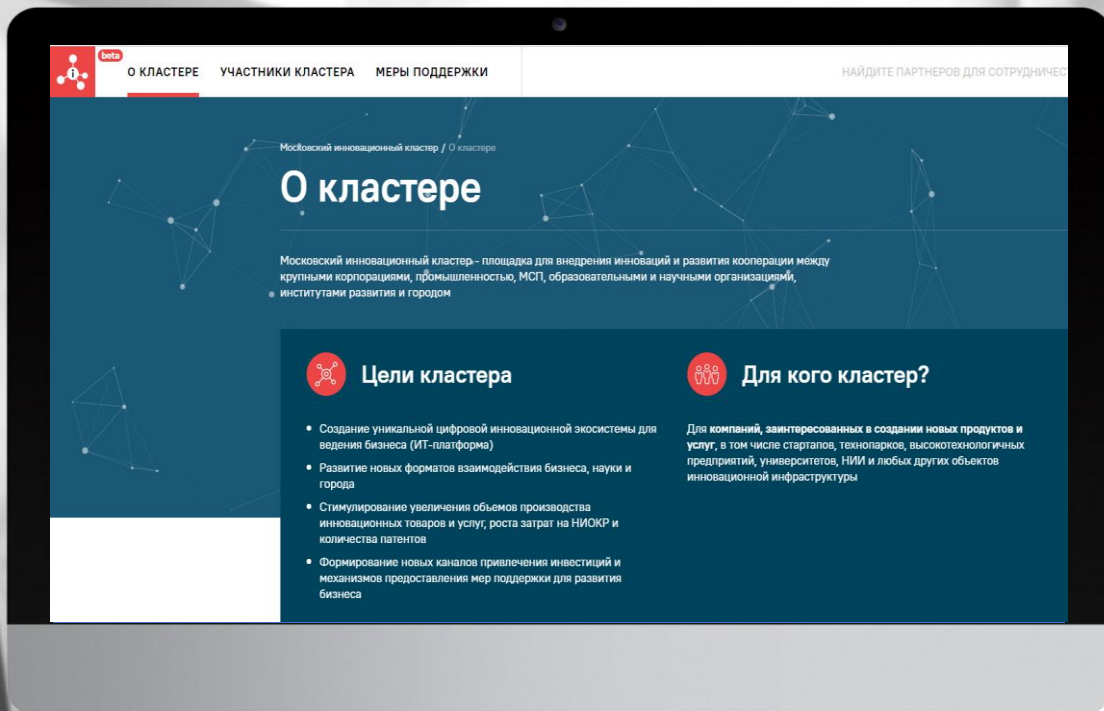 beta
О КЛАСТЕРЕ УЧАСТНИКИ КЛАСТЕРА МЕРЫ ПОДДЕРЖКИ
НАЙДИТЕ ПАРТНЕРОВ ДЛЯ СОТРУДНИЧЕСТ
Московский инновационный кластер / О кластере
О кластере
Московский инновационный кластер - площадка для внедрения инноваций и развития кооперации между
крупными корпорациями, промышленностью, МСП, образовательными и научными организациями,
институтами развития и городом
Цели кластера
• Создание уникальной цифровой инновационной экосистемы для
ведения бизнеса (ИТ-платформа)
• Развитие новых форматов взаимодействия бизнеса, науки и
города
• Стимулирование увеличения объемов производства
инновационных товаров и услуг, роста затрат на НИОКР и
количества патентов
• Формирование новых каналов привлечения инвестиций и
механизмов предоставления мер поддержки для развития
бизнеса
Для кого кластер?
Для компаний, заинтересованных в создании новых продуктов и
услуг, в том числе стартапов, технопарков, высокотехнологичных
предприятий, университетов, НИИ и любых других объектов
инновационной инфраструктуры